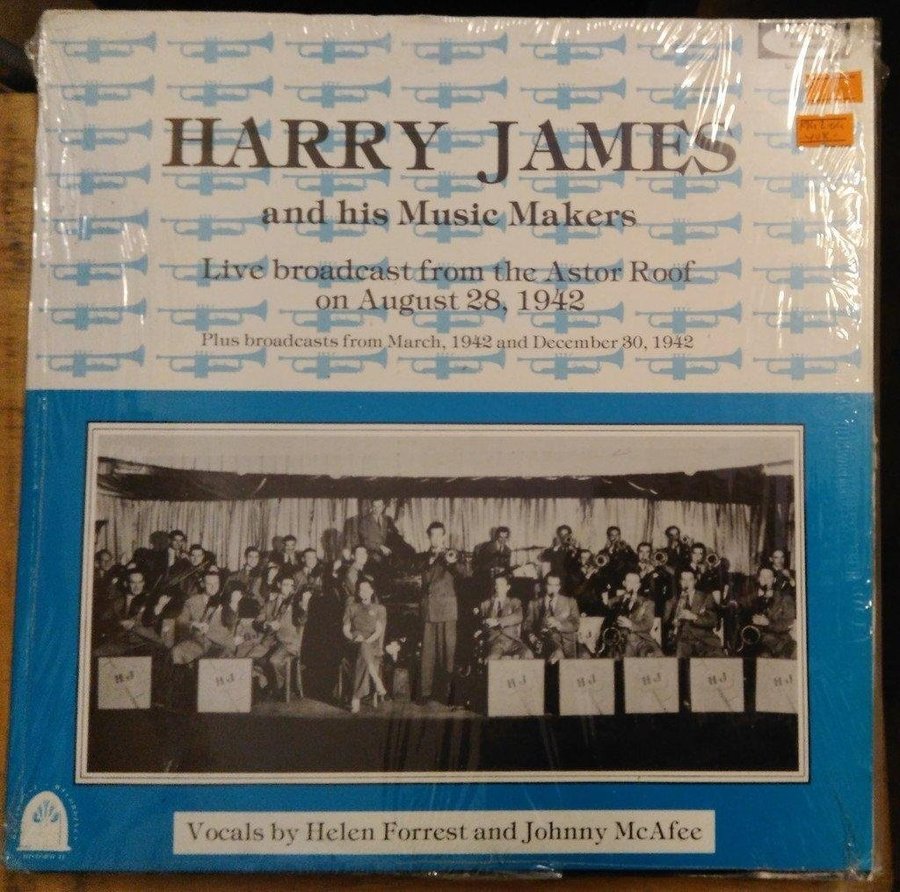 HARRY JAMES
and his Music Makers
Live broadcast from the Astor Roof
on August 28, 1942
Plus broadcasts from March, 1942 and December 30, 1942
HJ
HJ
HJ
HJ
HJ
HJ
HJ
Vocals by Helen Forrest and Johnny McAfee